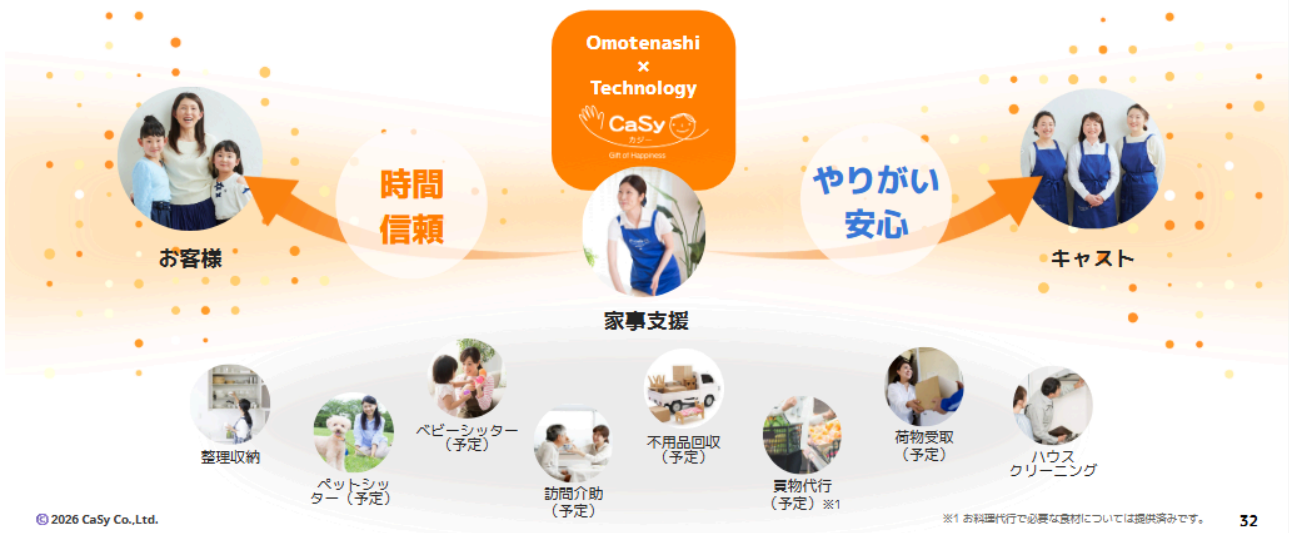 Omotenashi
×
Technology
CaSy
カジー
Gift of Happiness
時間
信頼
やりがい
安心
お客様
キャスト
家事支援
整理収納
ペットシッ
ター（予定）
ベビーシッター
（予定）
訪問介助
（予定）
不用品回収
（予定）
買物代行
（予定）※1
荷物受取
（予定）
ハウス
クリーニング
© 2026 CaSy Co.,Ltd.
※1 お料理代行で必要な食材については提供済みです。
32